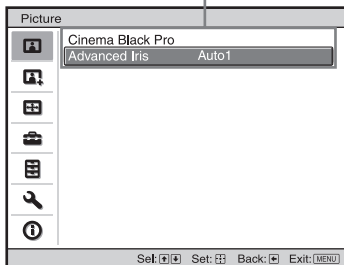 Picture
Cinema Black Pro
Advanced Iris Auto1
Sel: Set: Back: Exit: MENU